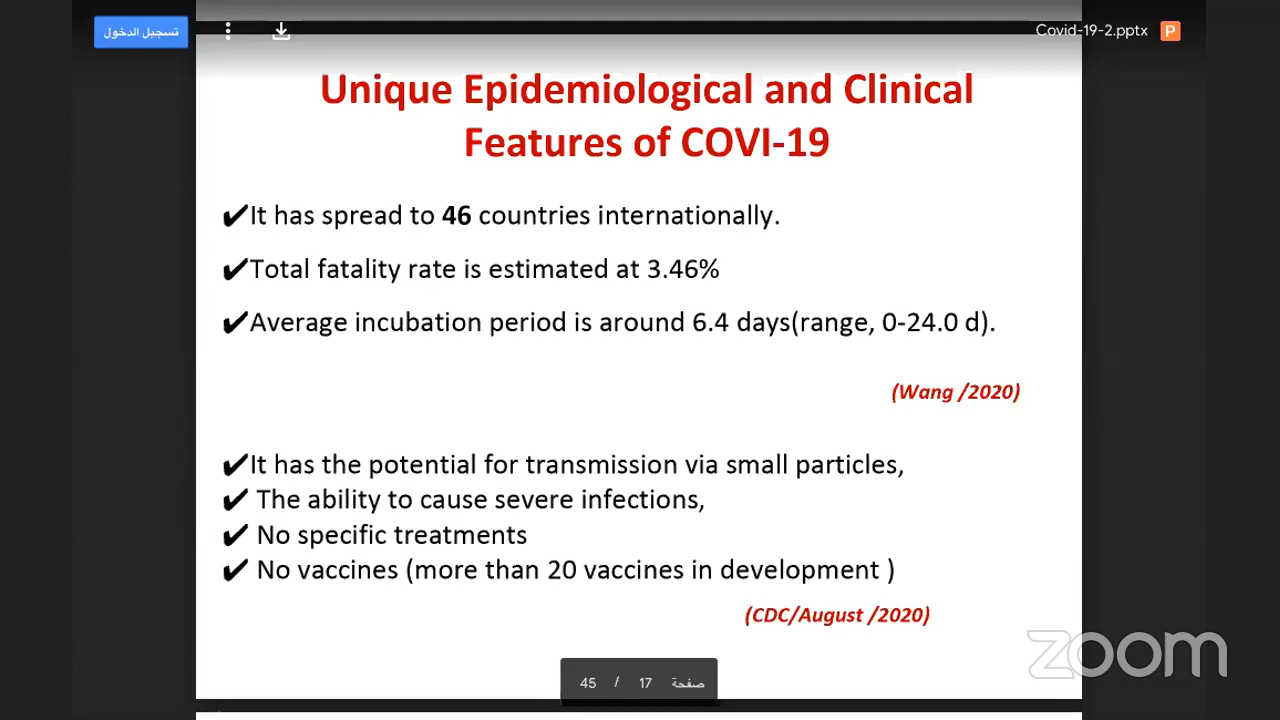 تسجيل الدخول
Covid-19-2.pptx P
Unique Epidemiological and Clinical
Features of COVI-19
✔It has spread to 46 countries internationally.
✔Total fatality rate is estimated at 3.46%
✔Average incubation period is around 6.4 days(range, 0-24.0 d).
(Wang /2020)
✔It has the potential for transmission via small particles,
✔ The ability to cause severe infections,
✔ No specific treatments
✔ No vaccines (more than 20 vaccines in development )
(CDC/August /2020)
صفحة 17 / 45
zoom